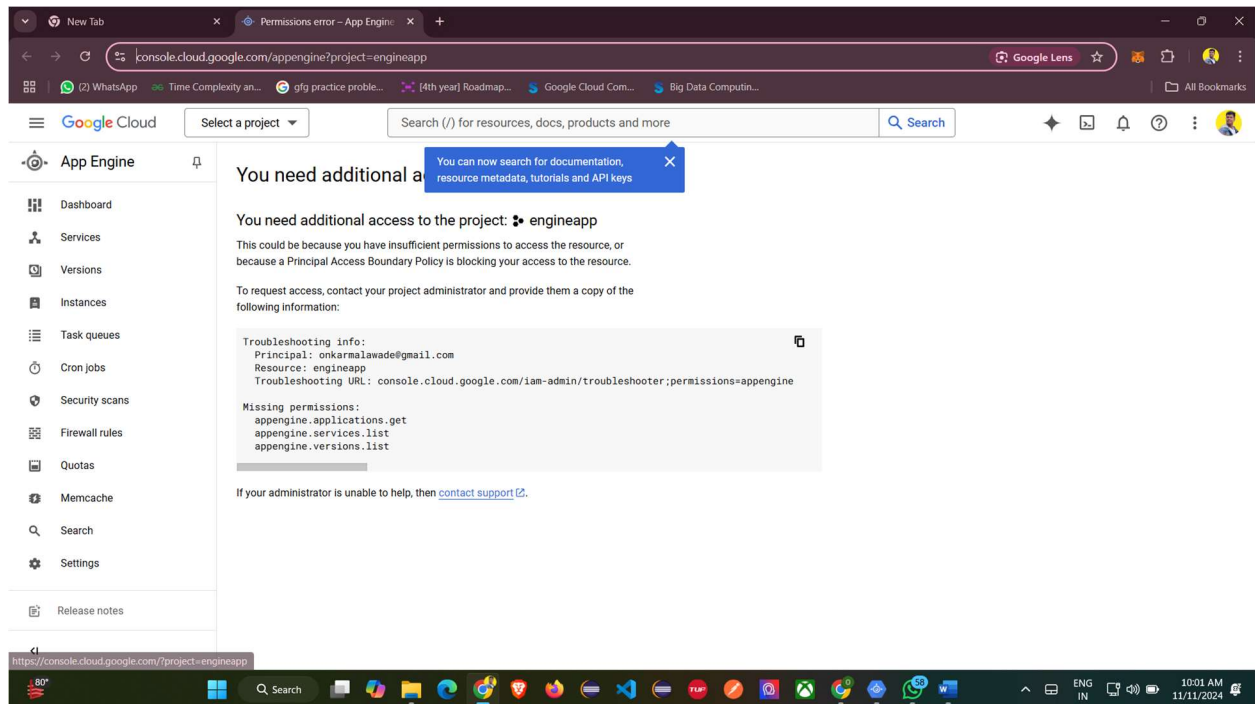 New Tab
Permissions error – App Engine
console.cloud.google.com/appengine?project=engineapp
Google Lens
(2) WhatsApp
Time Complexity an...
gfg practice proble...
[4th year] Roadmap...
Google Cloud Com...
Big Data Computin...
All Bookmarks
Google Cloud
Select a project
Search (/) for resources, docs, products and more
Search
App Engine
You can now search for documentation,
resource metadata, tutorials and API keys
You need additional a
Dashboard
Services
Versions
Instances
Task queues
Cron jobs
Security scans
Firewall rules
Quotas
Memcache
Search
Settings
Release notes
You need additional access to the project: engineapp
This could be because you have insufficient permissions to access the resource, or
because a Principal Access Boundary Policy is blocking your access to the resource.
To request access, contact your project administrator and provide them a copy of the
following information:
Troubleshooting info:
Principal: onkarmalawade@gmail.com
Resource: engineapp
Troubleshooting URL: console.cloud.google.com/iam-admin/troubleshooter;permissions=appengine
Missing permissions:
appengine.applications.get
appengine.services.list
appengine.versions.list
If your administrator is unable to help, then contact support.
https://console.cloud.google.com/?project=engineapp
80°
Search
TUF
58
ENG
IN
10:01 AM
11/11/2024